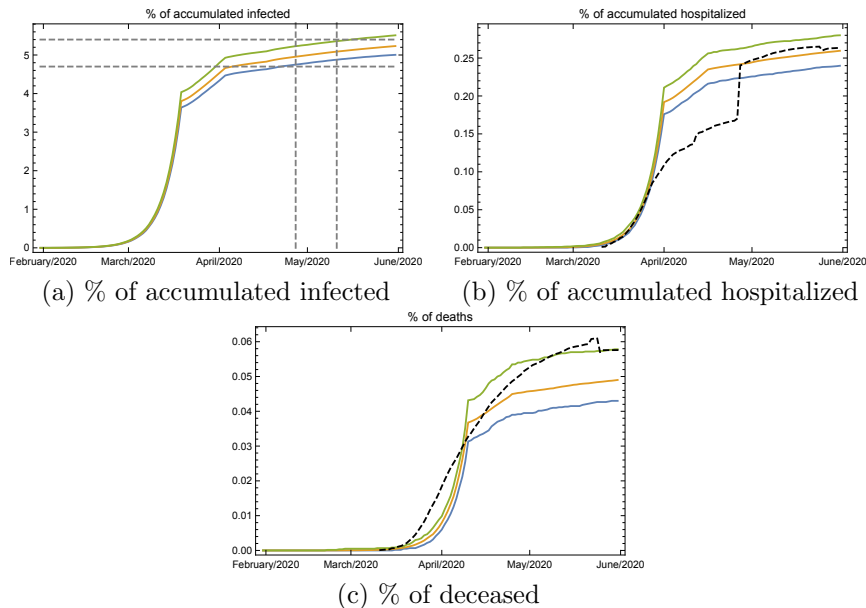 % of accumulated infected
5
4
3
2
1
0
February/2020 March/2020 April/2020 May/2020 June/2020
(a) % of accumulated infected
% of accumulated hospitalized
0.25
0.20
0.15
0.10
0.05
0.00
February/2020 March/2020 April/2020 May/2020 June/2020
(b) % of accumulated hospitalized
% of deaths
0.06
0.05
0.04
0.03
0.02
0.01
0.00
February/2020 March/2020 April/2020 May/2020 June/2020
(c) % of deceased